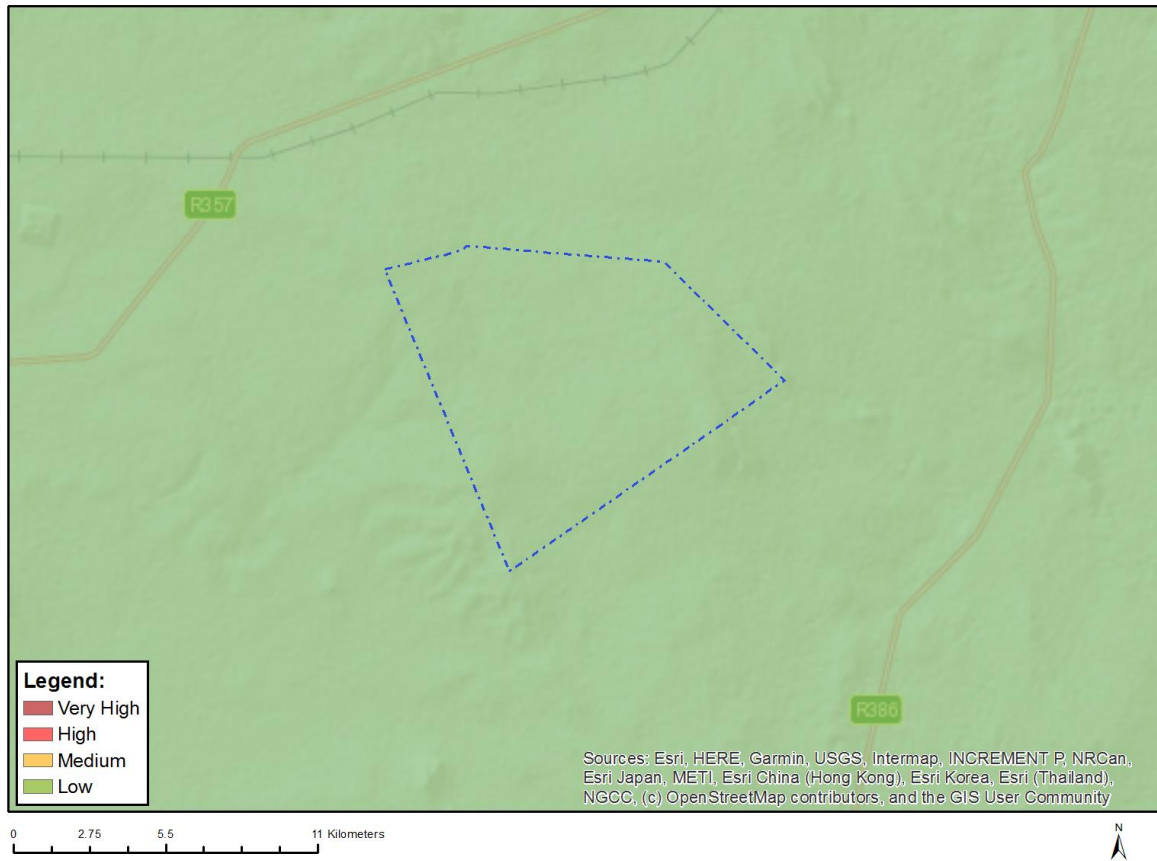 R357
R386
Legend:
Very High
High
Medium
Low
Sources: Esri, HERE, Garmin, USGS, Intermap, INCREMENT P, NRCan,
Esri Japan, METI, Esri China (Hong Kong), Esri Korea, Esri (Thailand),
NGCC, (c) OpenStreetMap contributors, and the GIS User Community
0 2.75 5.5 11 Kilometers
N